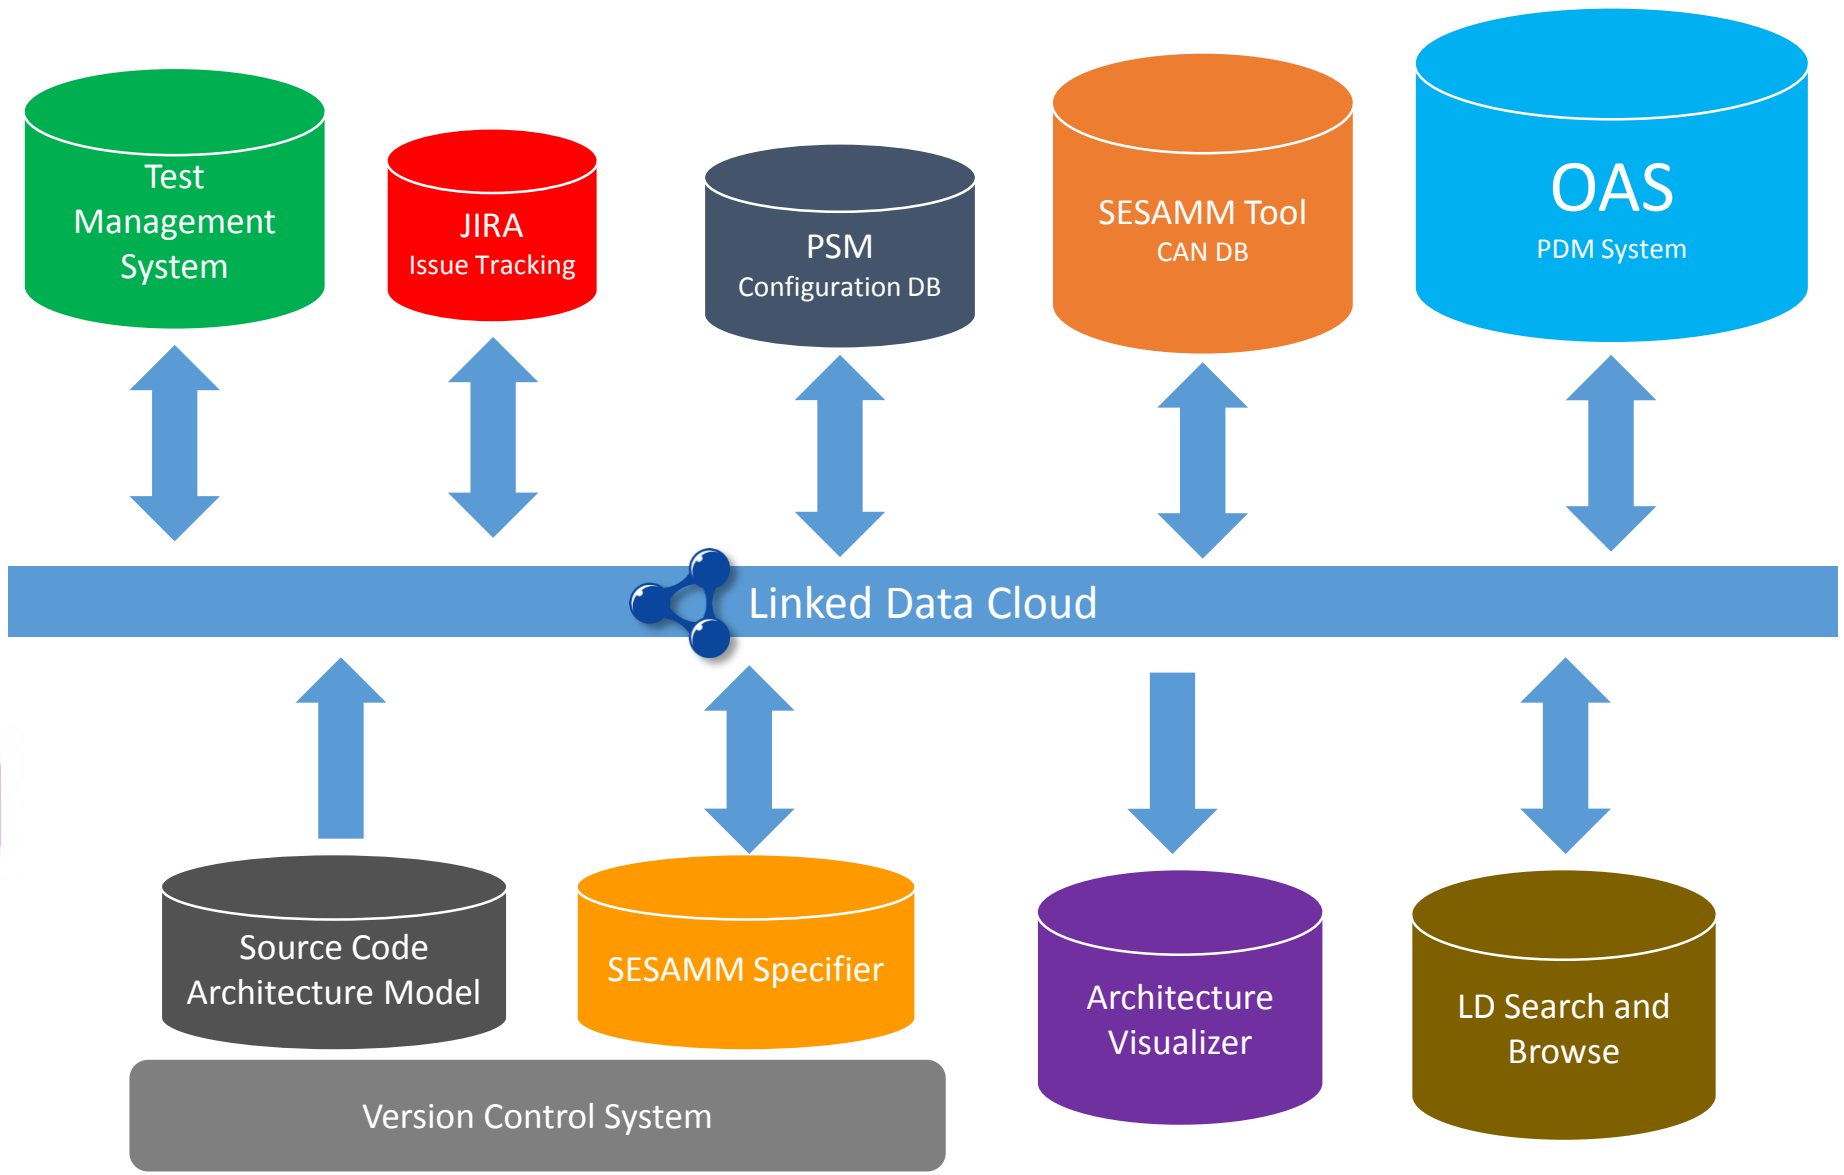 Test
Management
System
JIRA
Issue Tracking
PSM
Configuration DB
SESAMM Tool
CAN DB
OAS
PDM System
Linked Data Cloud
Source Code
Architecture Model
SESAMM Specifier
Architecture
Visualizer
LD Search and
Browse
Version Control System